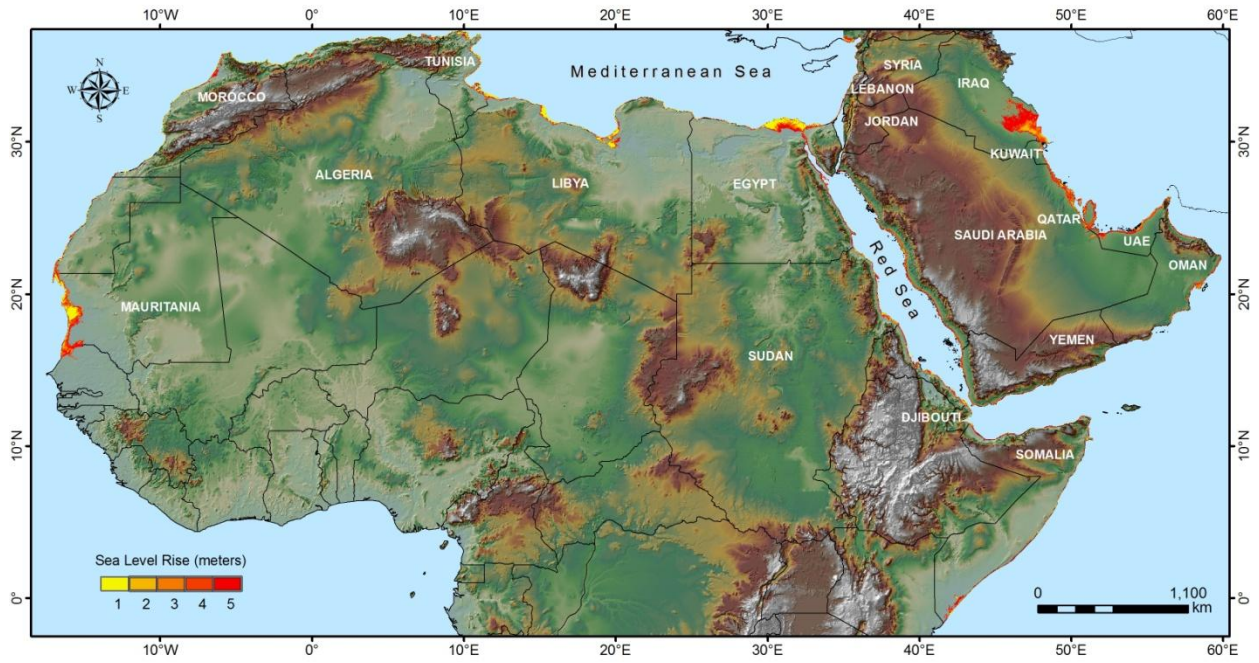 10°W 0° 10°E 20°E 30°E 40°E 50°E 60°E
N
W E
S
TUNISIA
Mediterranean Sea
SYRIA
IRAQ
LEBANON
MOROCCO
JORDAN
30°N 30°N
KUWAIT
ALGERIA
LIBYA
EGYPT
QATAR
SAUDI ARABIA
UAE
Red Sea
OMAN
20°N 20°N
MAURITANIA
YEMEN
SUDAN
DJIBOUTI
10°N 10°N
SOMALIA
Sea Level Rise (meters)
1 2 3 4 5
0° 0°
0 1,100
km
10°W 0° 10°E 20°E 30°E 40°E 50°E 60°E